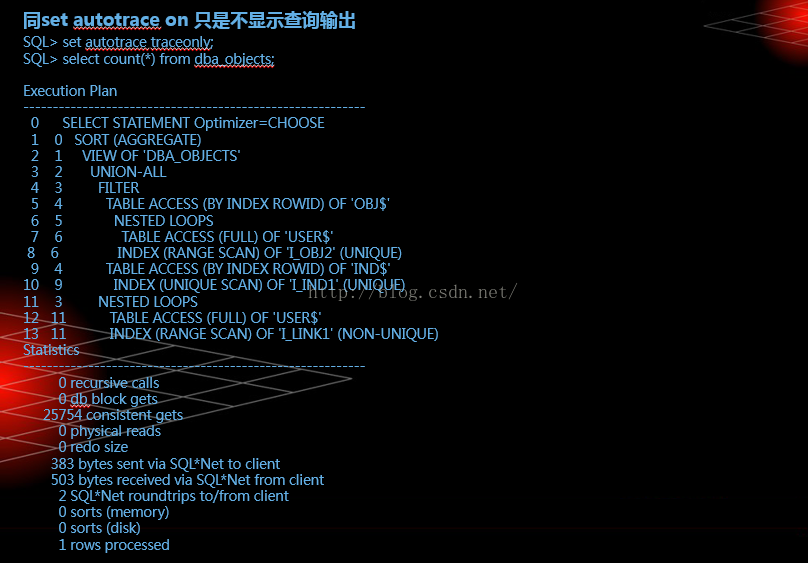 同set autotrace on 只是不显示查询输出
SQL> set autotrace traceonly;
SQL> select count(*) from dba_objects;
Execution Plan
----------------------------------------------------------
0 SELECT STATEMENT Optimizer=CHOOSE
1 0 SORT (AGGREGATE)
2 1 VIEW OF 'DBA_OBJECTS'
3 2 UNION-ALL
4 3 FILTER
5 4 TABLE ACCESS (BY INDEX ROWID) OF 'OBJ$'
6 5 NESTED LOOPS
7 6 TABLE ACCESS (FULL) OF 'USER$'
8 6 INDEX (RANGE SCAN) OF 'I_OBJ2' (UNIQUE)
9 4 TABLE ACCESS (BY INDEX ROWID) OF 'IND$'
10 9 INDEX (UNIQUE SCAN) OF 'I_IND1' (UNIQUE)
http://blog.csdn.net/
11 3 NESTED LOOPS
12 11 TABLE ACCESS (FULL) OF 'USER$'
13 11 INDEX (RANGE SCAN) OF 'I_LINK1' (NON-UNIQUE)
Statistics
----------------------------------------------------------
0 recursive calls
0 db block gets
25754 consistent gets
0 physical reads
0 redo size
383 bytes sent via SQL*Net to client
503 bytes received via SQL*Net from client
2 SQL*Net roundtrips to/from client
0 sorts (memory)
0 sorts (disk)
1 rows processed